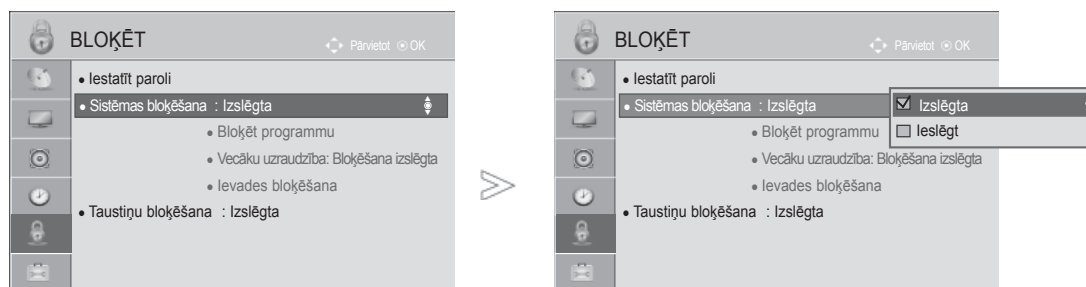 BLOĶĒT
Pārvietot OK
• Iestatīt paroli
• Sistēmas bloķēšana : Izslēgta
• Bloķēt programmu
• Vecāku uzraudzība: Bloķēšana izslēgta
• Ievades bloķēšana
• Taustiņu bloķēšana : Izslēgta
BLOĶĒT
Pārvietot OK
• Iestatīt paroli
• Sistēmas bloķēšana : Izslēgta
Izslēgta
Ieslēgt
• Bloķēt programmu
• Vecāku uzraudzība: Bloķēšana izslēgta
• Ievades bloķēšana
• Taustiņu bloķēšana : Izslēgta